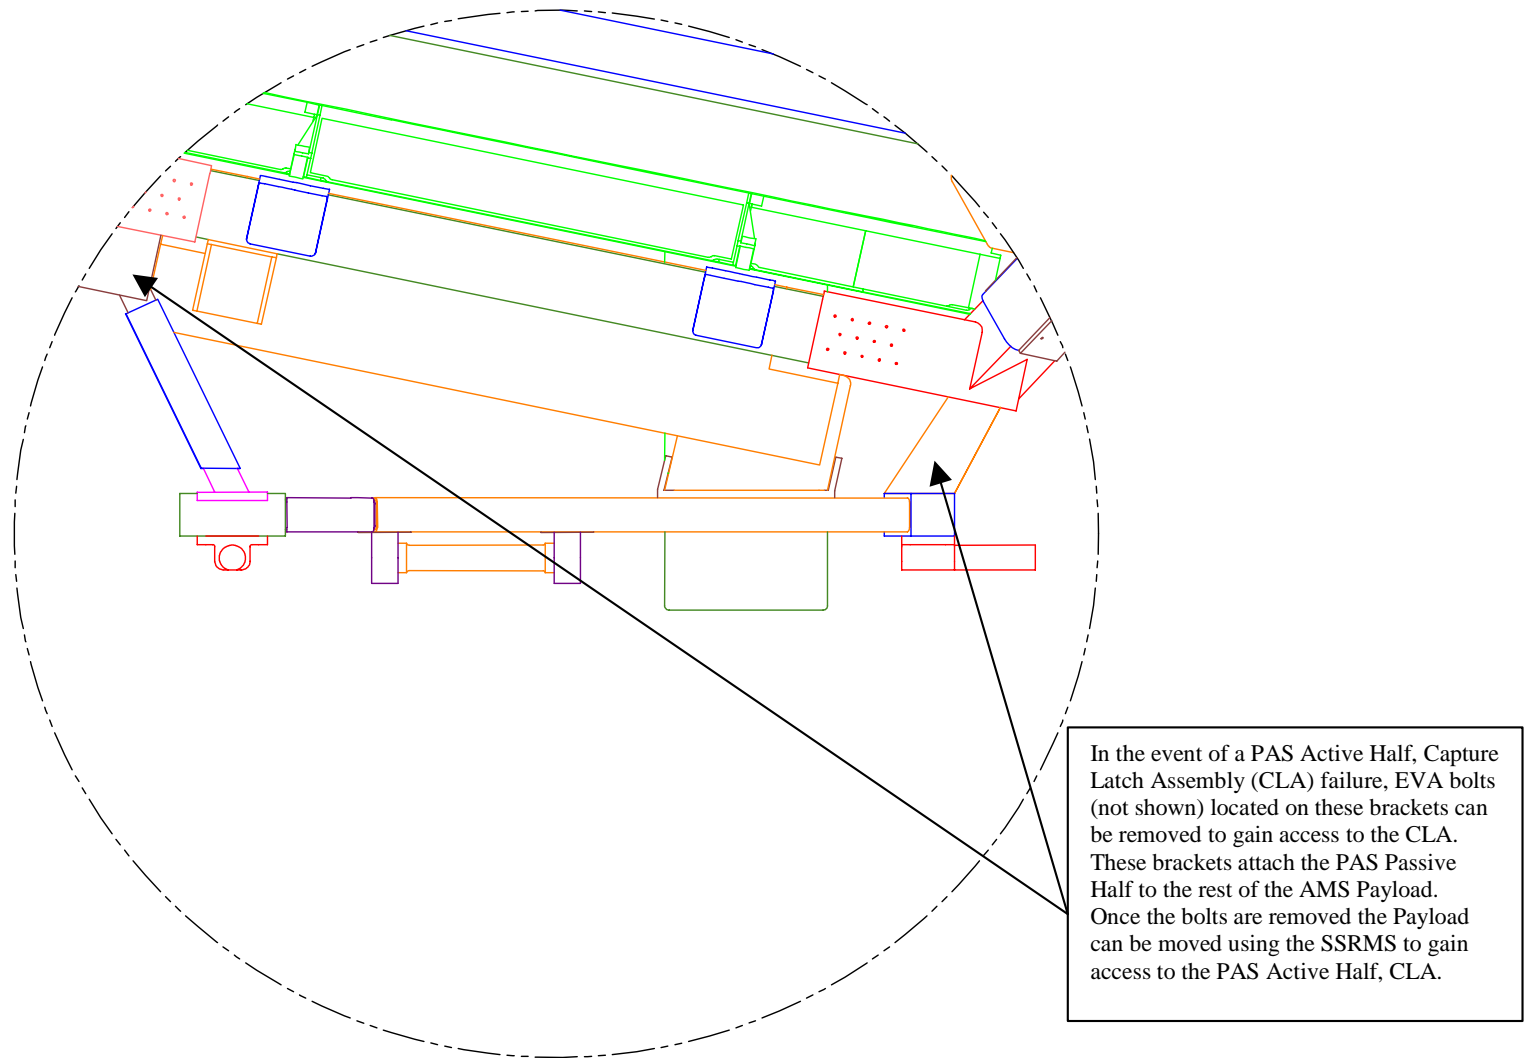 In the event of a PAS Active Half, Capture
Latch Assembly (CLA) failure, EVA bolts
(not shown) located on these brackets can
be removed to gain access to the CLA.
These brackets attach the PAS Passive
Half to the rest of the AMS Payload.
Once the bolts are removed the Payload
can be moved using the SSRMS to gain
access to the PAS Active Half, CLA.